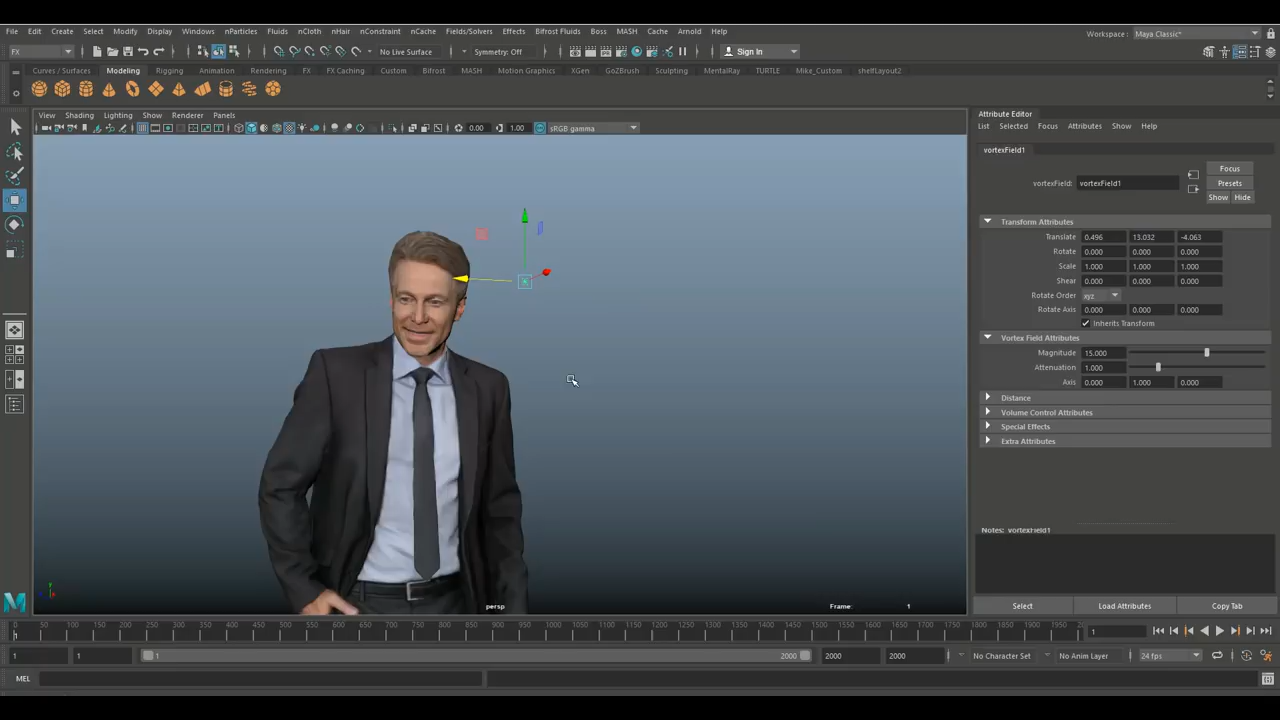 File Edit Create Select Modify Display Windows nParticles Fluids nCloth nHair nConstraint nCache Fields/Solvers Effects Bifrost Fluids Boss MASH Cache Arnold Help Workspace: Maya Classic*
FX No Live Surface Symmetry: Off Sign In
Curves / Surfaces Modeling Rigging Animation Rendering FX FX Caching Custom Bifrost MASH Motion Graphics XGen GoZBrush Sculpting MentalRay TURTLE Mike_Custom shelfLayout2
View Shading Lighting Show Renderer Panels
0.00 1.00 sRGB gamma
Attribute Editor
List Selected Focus Attributes Show Help
vortexField1
Focus
vortexField: vortexField1 Presets
Show Hide
Transform Attributes
Translate 0.496 13.032 -4.063
Rotate 0.000 0.000 0.000
Scale 1.000 1.000 1.000
Shear 0.000 0.000 0.000
Rotate Order xyz
Rotate Axis 0.000 0.000 0.000
Inherits Transform
Vortex Field Attributes
Magnitude 15.000
Attenuation 1.000
Axis 0.000 1.000 0.000
Distance
Volume Control Attributes
Special Effects
Extra Attributes
Notes: vortexField1
Select Load Attributes Copy Tab
persp Frame: 1
0 50 100 150 200 250 300 350 400 450 500 550 600 650 700 750 800 850 900 950 1000 1050 1100 1150 1200 1250 1300 1350 1400 1450 1500 1550 1600 1650 1700 1750 1800 1850 1900 1950 1
1 1 1 2000 2000 2000 No Character Set No Anim Layer 24 fps
MEL